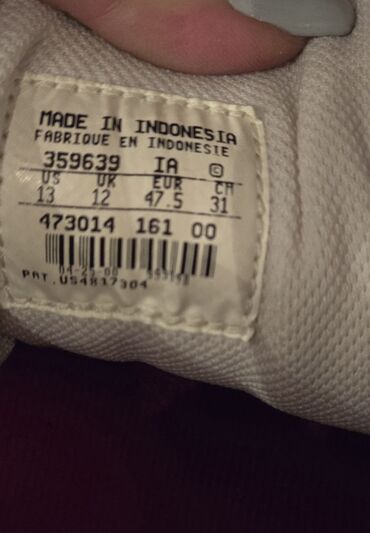 MADE IN INDONESIA
FABRIQUE EN INDONESIE
359639 IA ©
US UK EUR CM
13 12 47.5 31
473014 161 00
PAT.US4817304